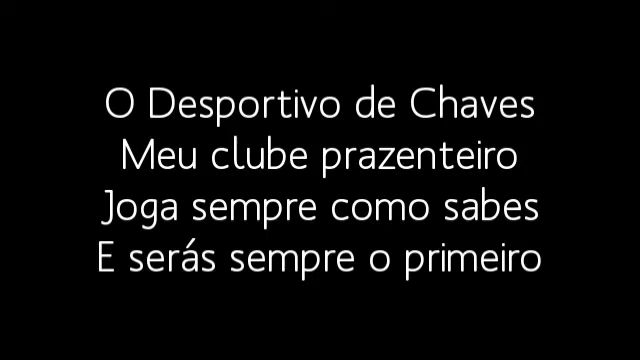 O Desportivo de Chaves
Meu clube prazenteiro
Joga sempre como sabes
E serás sempre o primeiro